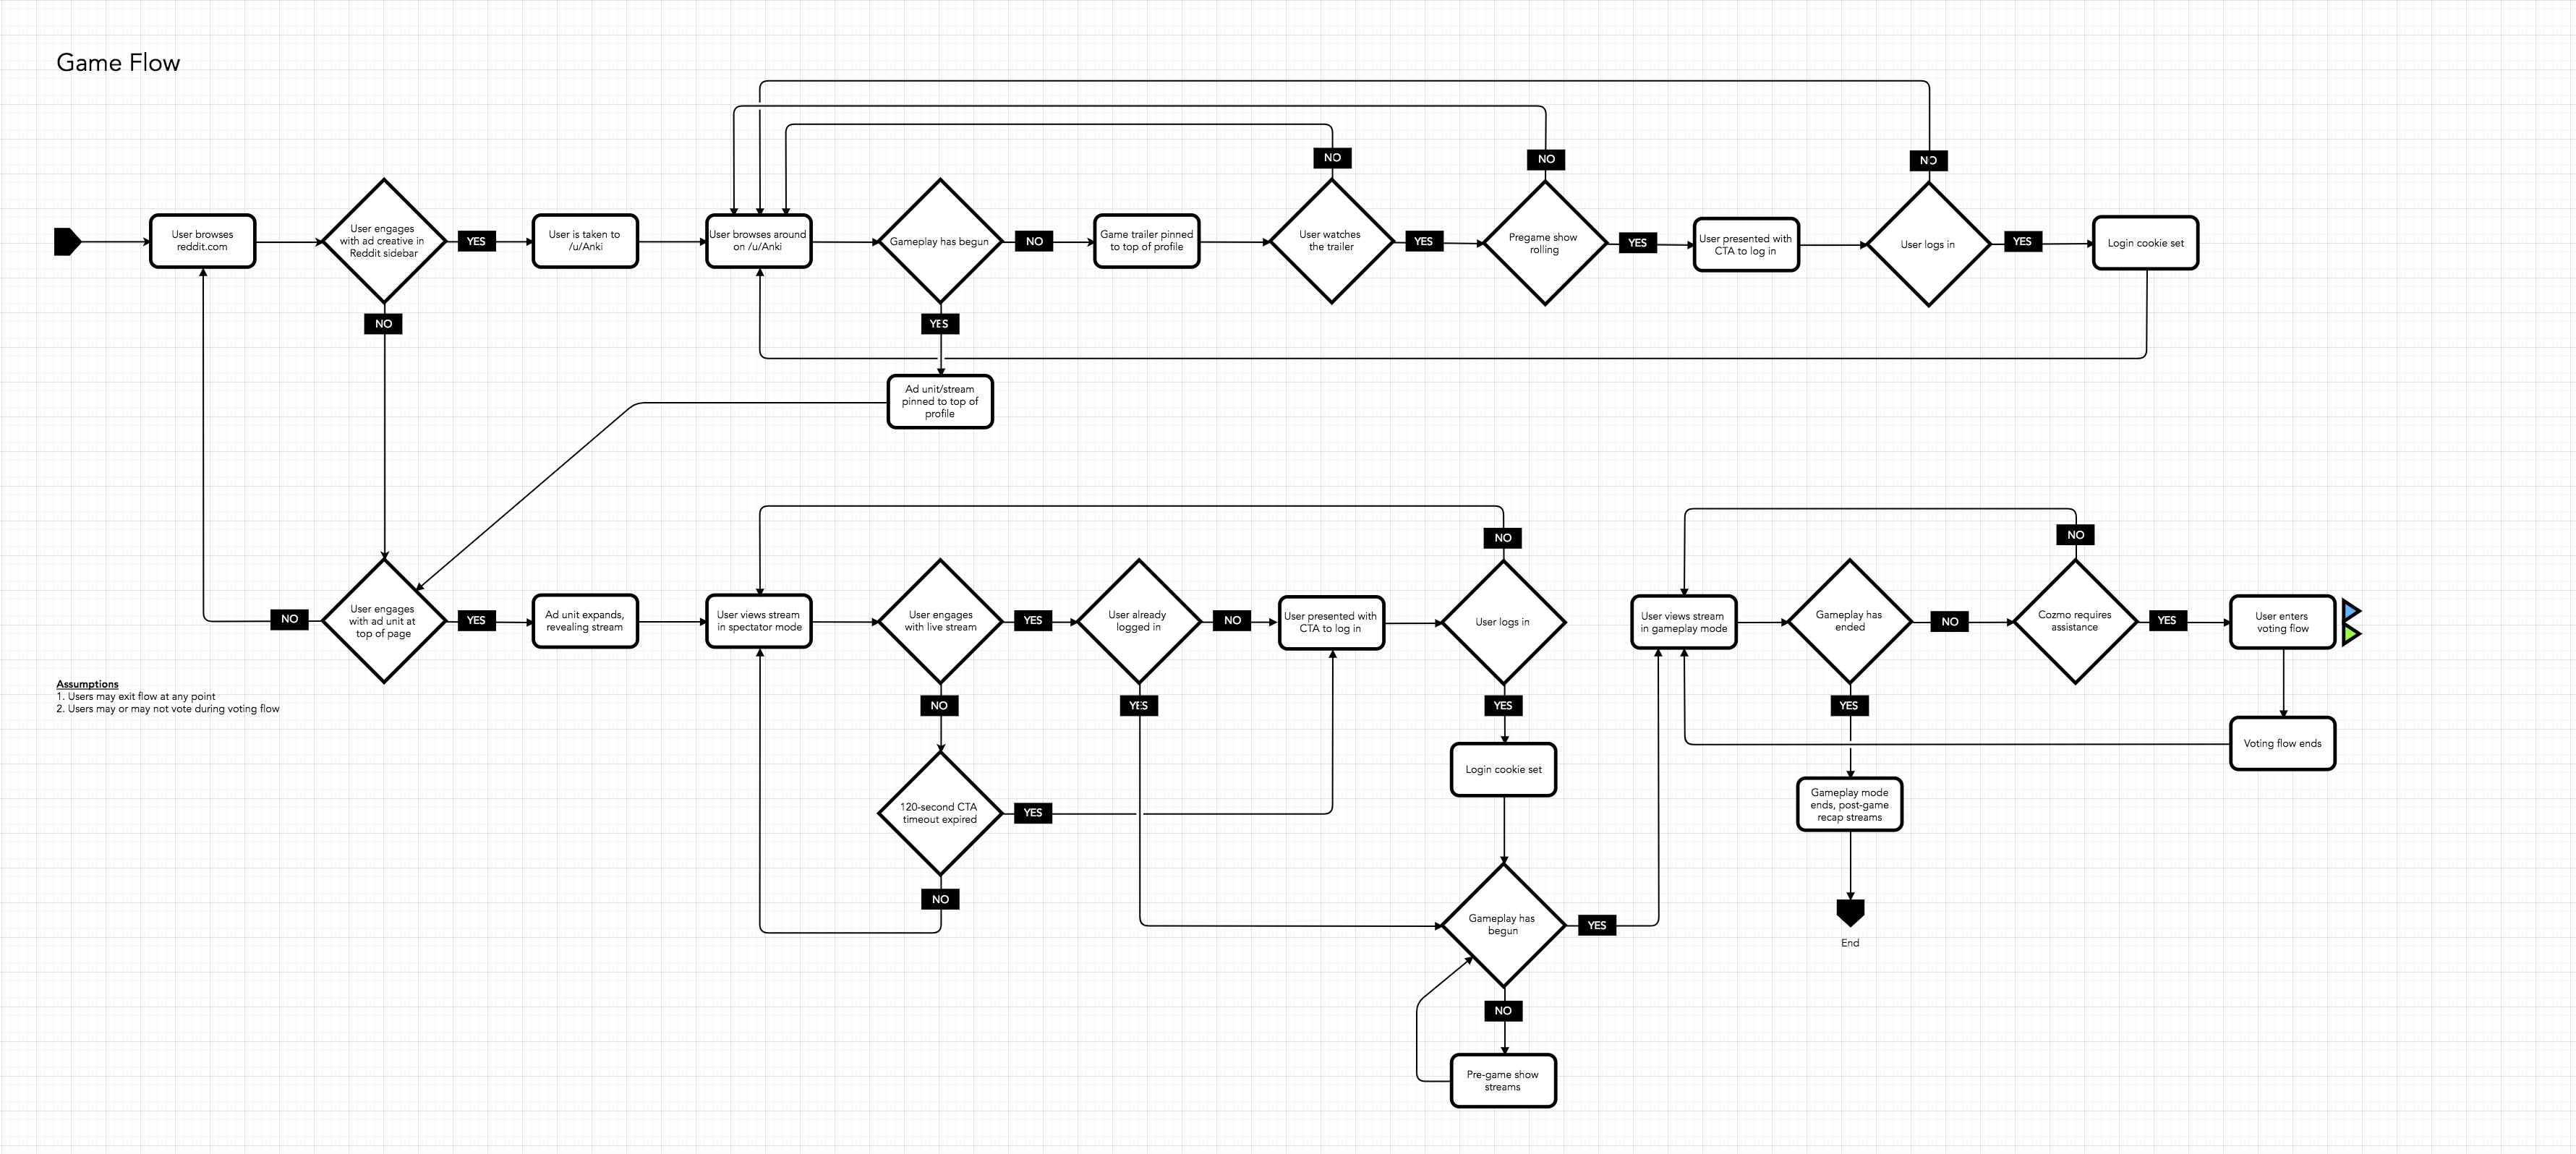 Game Flow
NO
NO
NO
User browses
reddit.com
User engages
with ad creative in
Reddit sidebar
YES
User is taken to
/u/Anki
User browses around
on /u/Anki
Gameplay has begun
NO
Game trailer pinned
to top of profile
User watches
the trailer
YES
Pregame show
rolling
YES
User presented with
CTA to log in
User logs in
YES
Login cookie set
NO
YES
Ad unit/stream
pinned to top of
profile
NO
NO
NO
User engages
with ad unit at
top of page
YES
Ad unit expands,
revealing stream
User views stream
in spectator mode
User engages
with live stream
YES
User already
logged in
NO
User presented with
CTA to log in
User logs in
User views stream
in gameplay mode
Gameplay has
ended
NO
Cozmo requires
assistance
YES
User enters
voting flow
Assumptions
1. Users may exit flow at any point
2. Users may or may not vote during voting flow
NO
YES
YES
YES
Voting flow ends
Login cookie set
120-second CTA
timeout expired
YES
Gameplay mode
ends, post-game
recap streams
NO
Gameplay has
begun
YES
End
NO
Pre-game show
streams